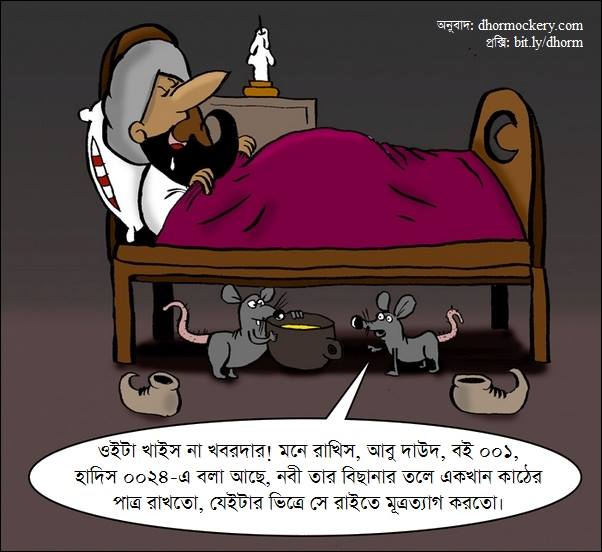 অনুবাদ: dhormockery.com
প্রক্সি: bit.ly/dhorm
ওইটা খাইস না খবরদার! মনে রাখিস, আবু দাউদ, বই ০০১,
হাদিস ০০২৪-এ বলা আছে, নবী তার বিছানার তলে একখান কাঠের
পাত্র রাখতো, যেইটার ভিত্রে সে রাইতে মূত্রত্যাগ করতো।